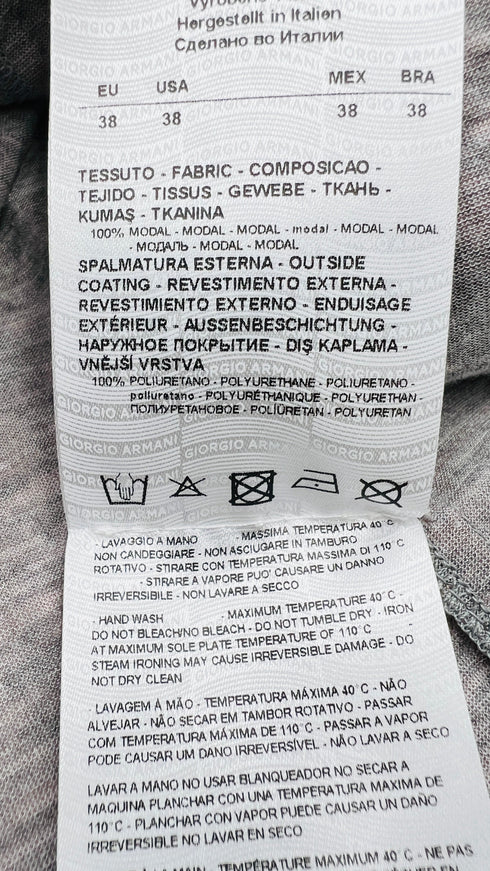 Hergestellt in Italien
Сделано во Италии
EU USA MEX BRA
38 38 38 38
TESSUTO - FABRIC - COMPOSICAO -
TEJIDO - TISSUS - GEWEBE - ТКАНЬ -
KUMAŞ - TKANINA
100% MODAL - MODAL - MODAL - modal - MODAL - MODAL
- МОДАЛЬ - MODAL - MODAL
SPALMATURA ESTERNA - OUTSIDE
COATING - REVESTIMENTO EXTERNA -
REVESTIMIENTO EXTERNO - ENDUISAGE
EXTÉRIEUR - AUSSENBESCHICHTUNG -
НАРУЖНОЕ ПОКРЫТИЕ - DIŞ KAPLAMA -
VNĚJŠÍ VRSTVA
100% POLIURETANO - POLYURETHANE - POLIURETANO -
poliuretano - POLYURÉTHANIQUE - POLYURETHAN -
ПОЛИУРЕТАНОВОЕ - POLİÜRETAN - POLYURETAN
GIORGIO ARMANI
- LAVAGGIO A MANO - MASSIMA TEMPERATURA 40°C -
NON CANDEGGIARE - NON ASCIUGARE IN TAMBURO
ROTATIVO - STIRARE CON TEMPERATURA MASSIMA DI 110°C
- STIRARE A VAPORE PUO' CAUSARE UN DANNO
IRREVERSIBILE - NON LAVARE A SECCO
- HAND WASH - MAXIMUM TEMPERATURE 40°C -
DO NOT BLEACH/NO BLEACH - DO NOT TUMBLE DRY - IRON
AT MAXIMUM SOLE PLATE TEMPERATURE OF 110°C -
STEAM IRONING MAY CAUSE IRREVERSIBLE DAMAGE - DO
NOT DRY CLEAN
- LAVAGEM À MÃO - TEMPERATURA MÁXIMA 40°C - NÃO
ALVEJAR - NÃO SECAR EM TAMBOR ROTATIVO - PASSAR
COM TEMPERATURA MÁXIMA DE 110°C - PASSAR A VAPOR
PODE CAUSAR UM DANO IRREVERSÍVEL - NÃO LAVAR A SECO
LAVAR A MANO NO USAR BLANQUEADOR NO SECAR A
MAQUINA PLANCHAR CON UNA TEMPERATURA MAXIMA DE
110°C - PLANCHAR CON VAPOR PUEDE CAUSAR UN DAÑO
IRREVERSIBLE NO LAVAR EN SECO
MAIN - TEMPÉRATURE MAXIMUM 40°C - NE PAS